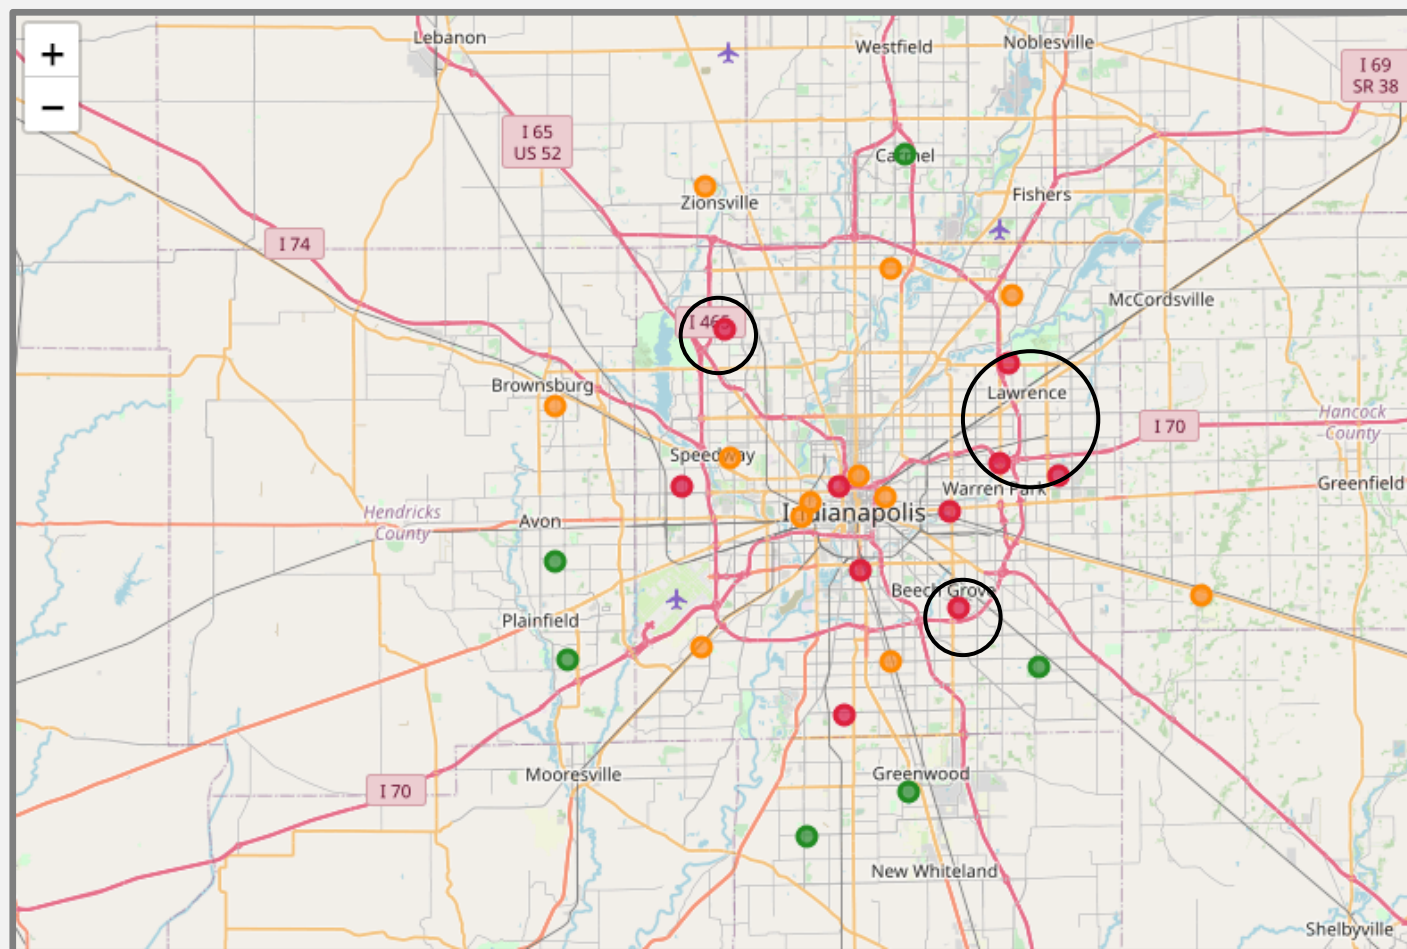 +
−
Lebanon
Westfield
Noblesville
I 69
SR 38
I 65
US 52
Carmel
Zionsville
Fishers
I 74
McCordsville
I 465
Brownsburg
Lawrence
I 70
Hancock
County
Speedway
Warren Park
Greenfield
Hendricks
County
Avon
Indianapolis
Beech Grove
Plainfield
Mooresville
Greenwood
I 70
New Whiteland
Shelbyville